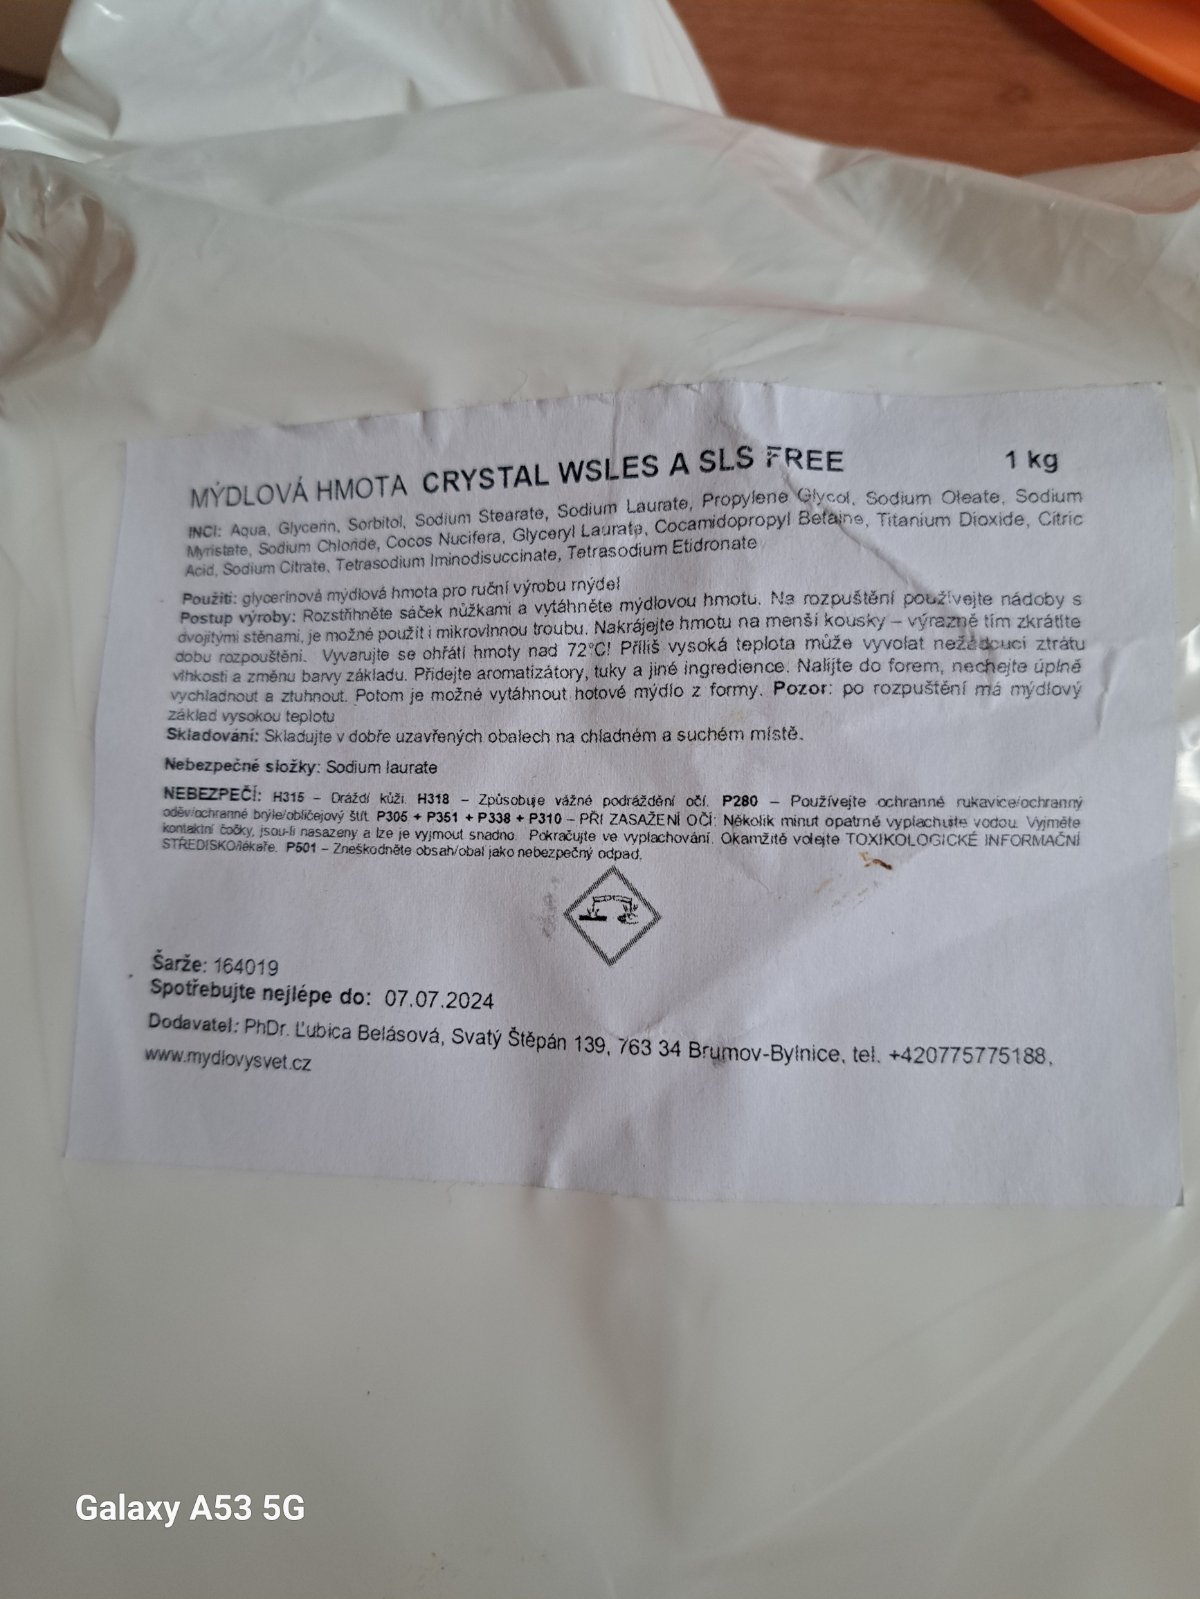 MÝDLOVÁ HMOTA CRYSTAL WSLES A SLS FREE 1 kg
INCI: Aqua, Glycerin, Sorbitol, Sodium Stearate, Sodium Laurate, Propylene Glycol, Sodium Oleate, Sodium
Myristate, Sodium Chloride, Cocos Nucifera, Glyceryl Laurate, Cocamidopropyl Betaine, Titanium Dioxide, Citric
Acid, Sodium Citrate, Tetrasodium Iminodisuccinate, Tetrasodium Etidronate
Použití: glycerinová mýdlová hmota pro ruční výrobu mýdel
Postup výroby: Rozstřihněte sáček nůžkami a vytáhněte mýdlovou hmotu. Na rozpuštění používejte nádoby s
dvojitými stěnami, je možné použít i mikrovlnnou troubu. Nakrájejte hmotu na menší kousky – výrazně tím zkrátíte
dobu rozpouštění. Vyvarujte se ohřátí hmoty nad 72°C! Příliš vysoká teplota může vyvolat nežádoucí ztrátu
vlhkosti a změnu barvy základu. Přidejte aromatizátory, tuky a jiné ingredience. Nalijte do forem, nechejte úplně
vychladnout a ztuhnout. Potom je možné vytáhnout hotové mýdlo z formy. Pozor: po rozpuštění má mýdlový
základ vysokou teplotu
Skladování: Skladujte v dobře uzavřených obalech na chladném a suchém místě.
Nebezpečné složky: Sodium laurate
NEBEZPEČÍ: H315 – Dráždí kůži. H318 – Způsobuje vážné podráždění očí. P280 – Používejte ochranné rukavice/ochranný
oděv/ochranné brýle/obličejový štít. P305 + P351 + P338 + P310 – PŘI ZASAŽENÍ OČÍ: Několik minut opatrně vyplachujte vodou. Vyjměte
kontaktní čočky, jsou-li nasazeny a lze je vyjmout snadno. Pokračujte ve vyplachování. Okamžitě volejte TOXIKOLOGICKÉ INFORMAČNÍ
STŘEDISKO/lékaře. P501 – Zneškodněte obsah/obal jako nebezpečný odpad.
Šarže: 164019
Spotřebujte nejlépe do: 07.07.2024
Dodavatel: PhDr. Ľubica Belásová, Svatý Štěpán 139, 763 34 Brumov-Bylnice, tel. +420775775188,
www.mydlovysvet.cz
Galaxy A53 5G